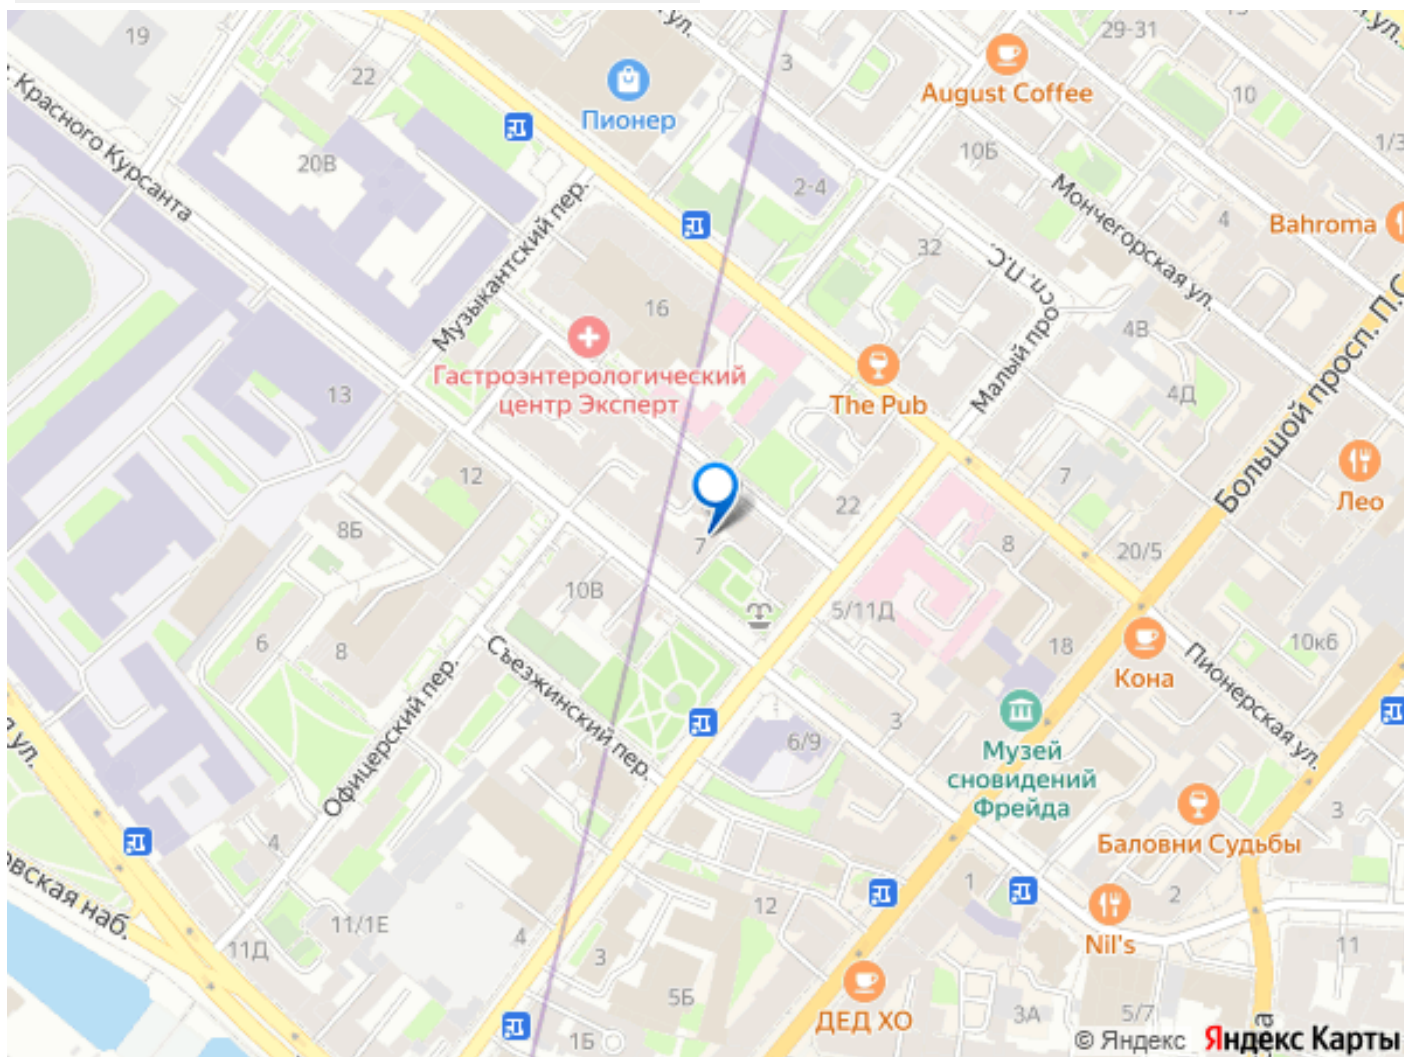 19
22
3
ул.
29-31
August Coffee
10
1/3
Пионер
Красного Курсанта
20В
10Б
2-4
Мончегорская ул.
4
Bahroma
Музыкантский пер.
32
Малый просп. П.С.
16
4В
Гастроэнтерологический
центр Эксперт
13
The Pub
4Д
Большой просп. П.С
12
7
Лео
22
8Б
7
8
20/5
10В
5/11Д
6
8
18
10к6
Съезжинский пер.
Кона
Пионерская ул.
Офицерский пер.
3
6/9
Музей
сновидений
Фрейда
ул.
3
4
Баловни Судьбы
овская наб.
1
2
12
11/1Е
4
11Д
Nil's
11
3
5Б
ДЕД ХО
3А
5/7
1Б
а
© Яндекс Яндекс Карты